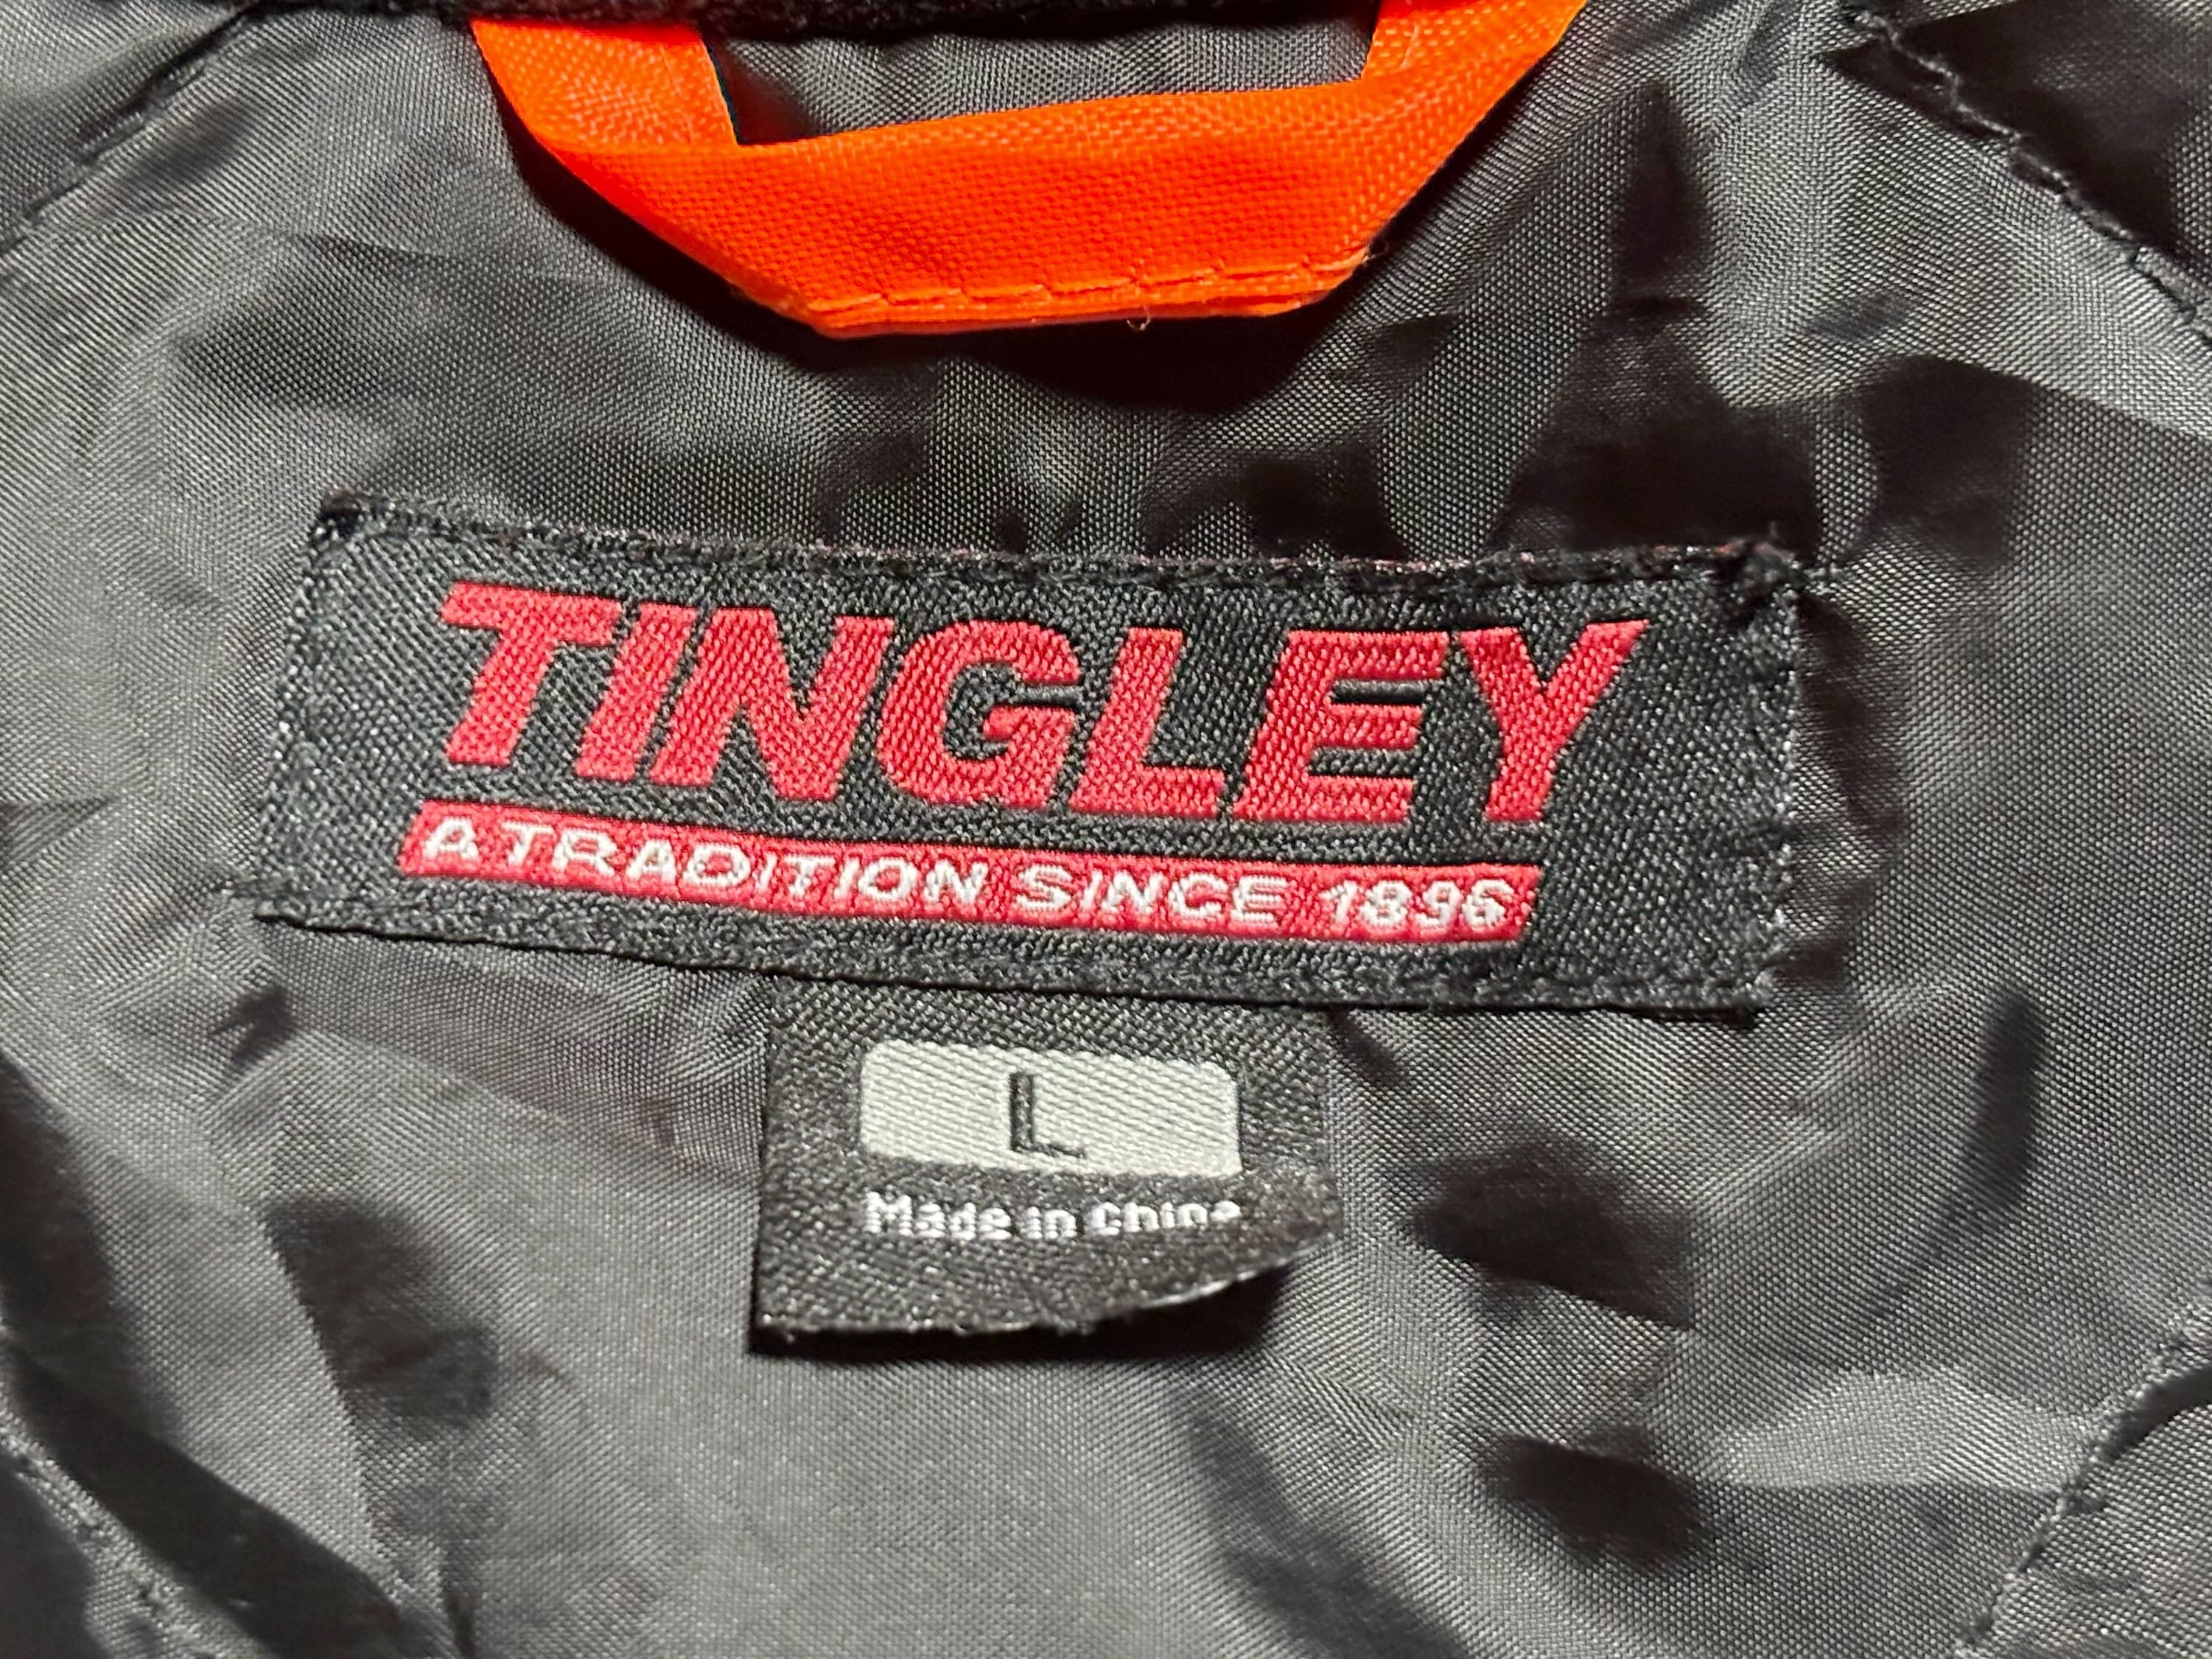 TINGLEY
A TRADITION SINCE 1896
L
Made in China